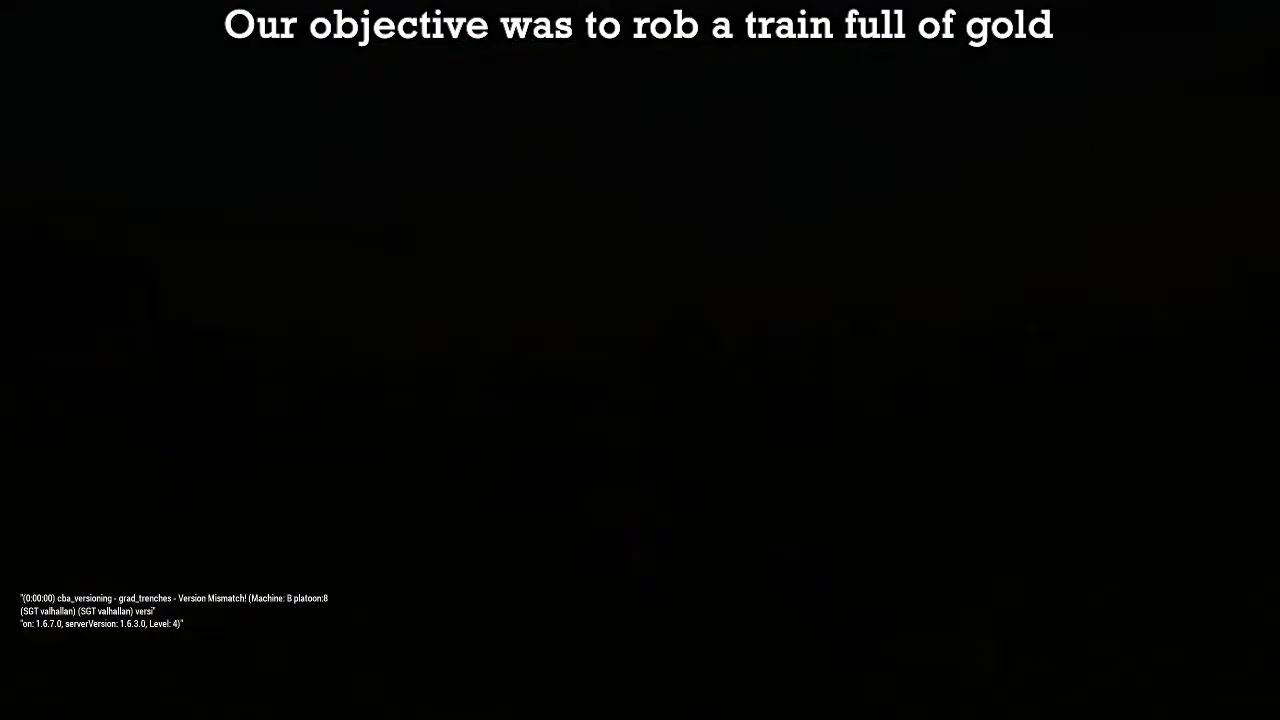 Our objective was to rob a train full of gold
"(0:00:00) cba_versioning - grad_trenches - Version Mismatch! (Machine: B platoon:8
(SGT valhallan) (SGT valhallan) versi"
"on: 1.6.7.0, serverVersion: 1.6.3.0, Level: 4)"